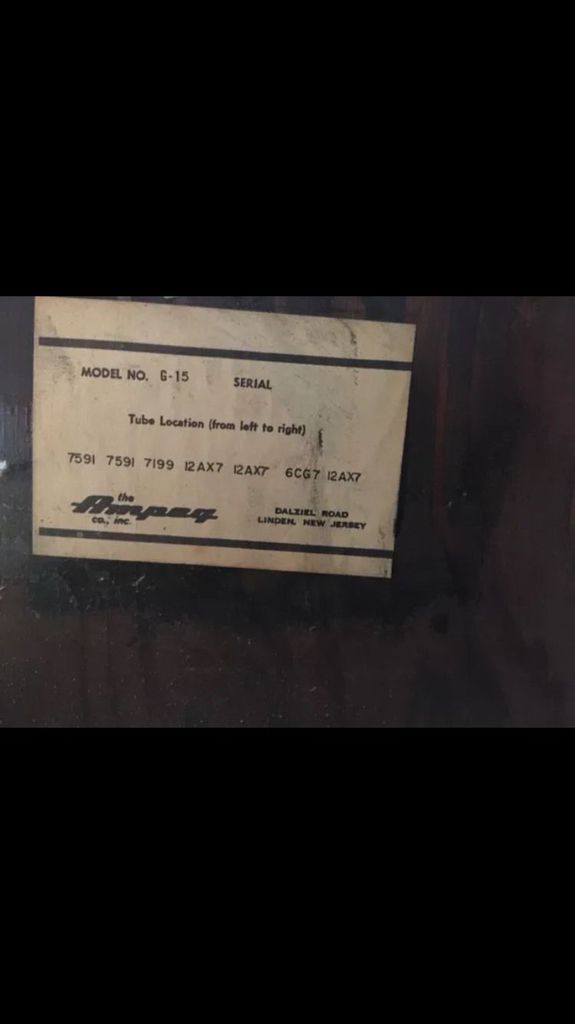 MODEL NO. G-15 SERIAL
Tube Location (from left to right)
7591 7591 7199 12AX7 12AX7 6CG7 12AX7
the
Ampeg
co., inc.
DALZIEL ROAD
LINDEN, NEW JERSEY